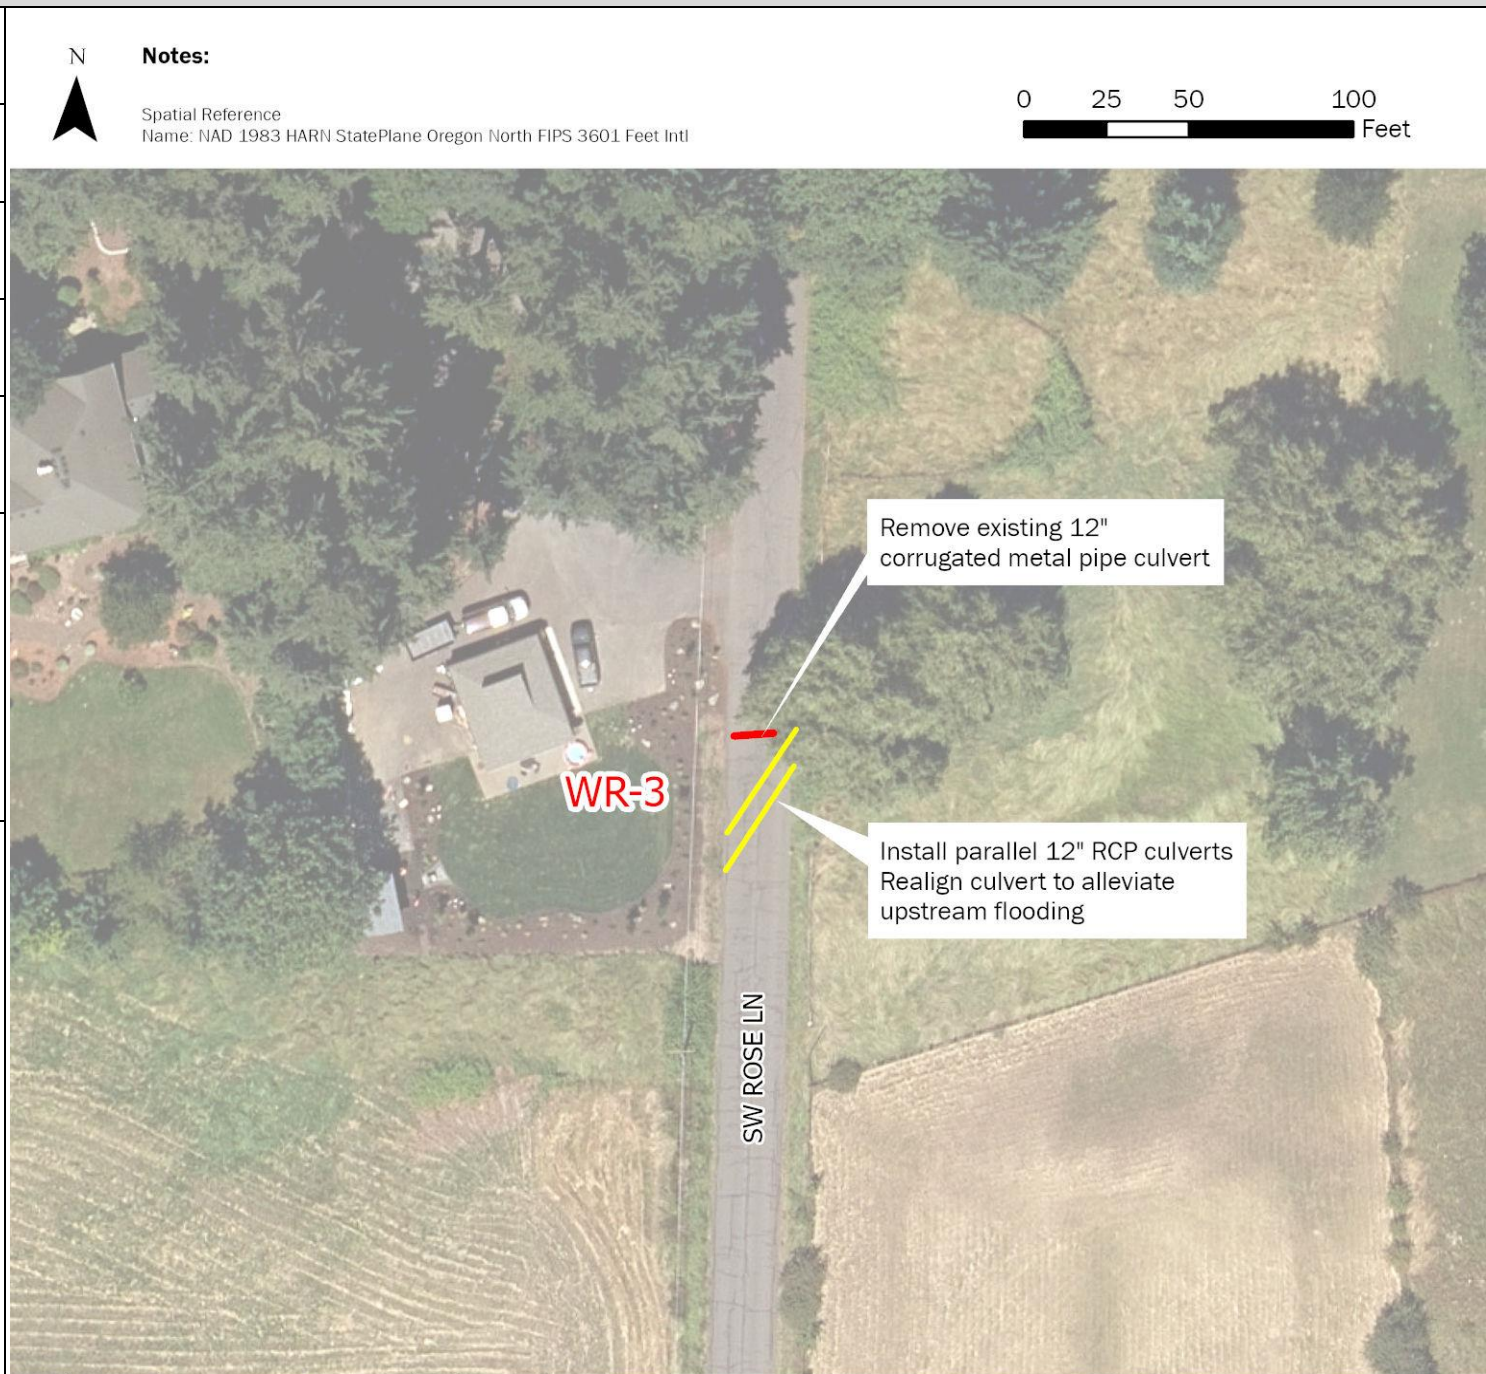 N
Notes:
Spatial Reference
Name: NAD 1983 HARN StatePlane Oregon North FIPS 3601 Feet Intl
0 25 50 100
Feet
Remove existing 12"
corrugated metal pipe culvert
WR-3
Install parallel 12" RCP culverts
Realign culvert to alleviate
upstream flooding
SW ROSE LN